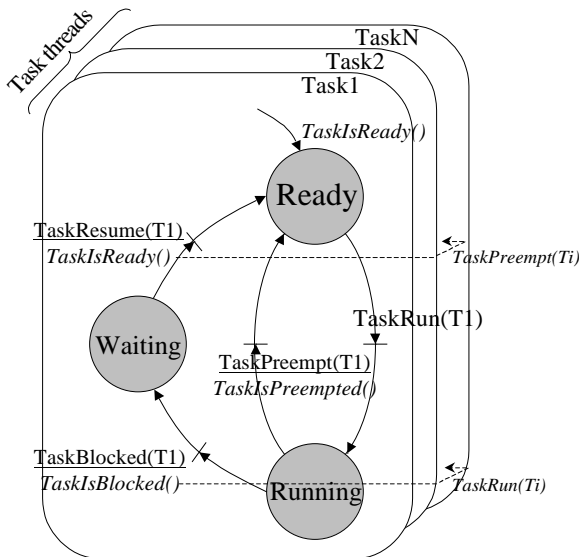 Task threads
TaskN
Task2
Task1
TaskIsReady()
Ready
TaskResume(T1)
TaskIsReady()
TaskPreempt(Ti)
TaskRun(T1)
Waiting
TaskPreempt(T1)
TaskIsPreempted()
TaskBlocked(T1)
TaskIsBlocked()
Running
TaskRun(Ti)